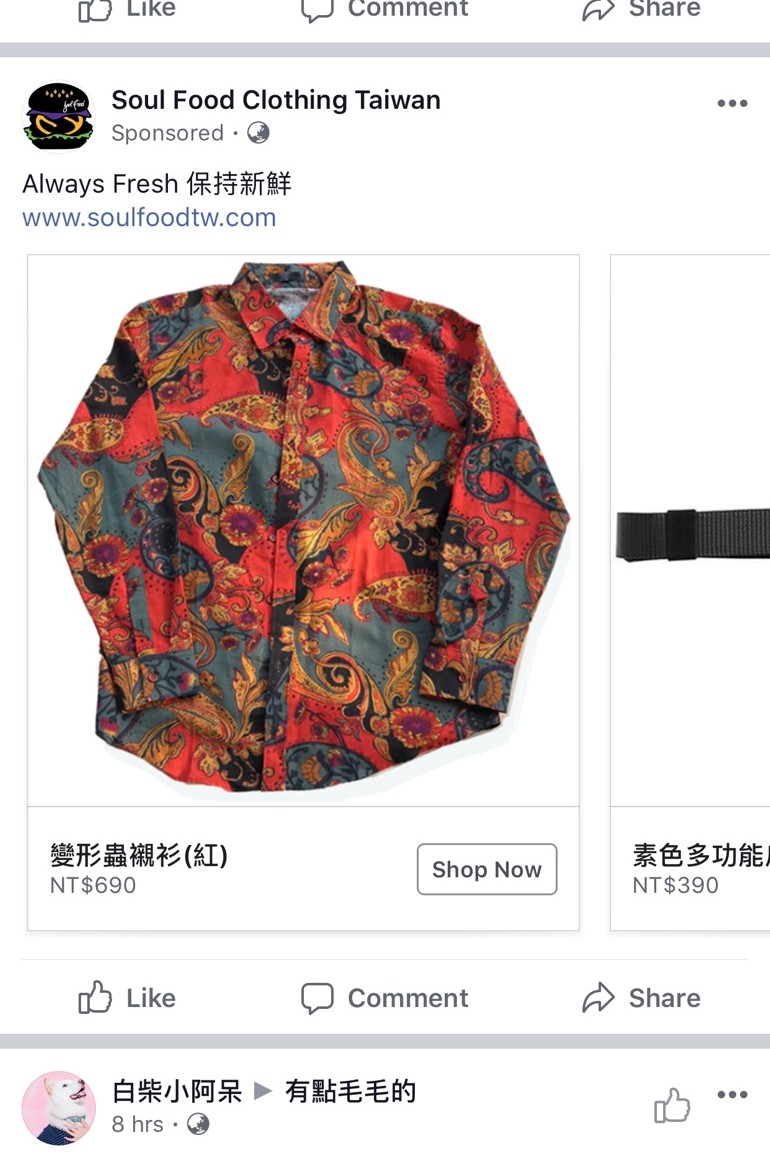 Like Comment Share
Soul Food Clothing Taiwan
Sponsored ·
Always Fresh 保持新鮮
www.soulfoodtw.com
變形蟲襯衫(紅)
NT$690
Shop Now
素色多功能
NT$390
Like Comment Share
白柴小阿呆 ▶ 有點毛毛的
8 hrs ·